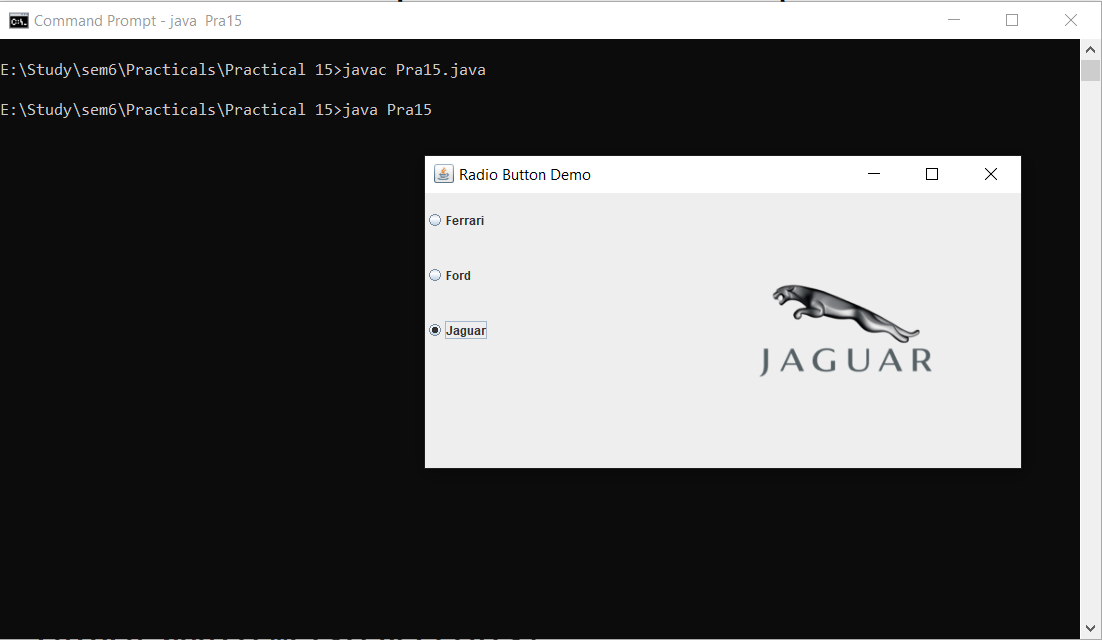 Command Prompt - java  Pra15
E:\Study\sem6\Practicals\Practical 15>javac Pra15.java
E:\Study\sem6\Practicals\Practical 15>java Pra15
Radio Button Demo
Ferrari
Ford
Jaguar
JAGUAR